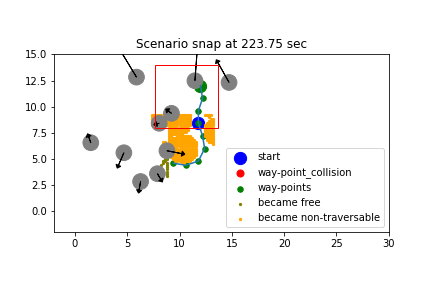 Scenario snap at 223.75 sec
15.0
12.5
10.0
7.5
5.0
2.5
0.0
0 5 10 15 20 25 30
start
way-point_collision
way-points
became free
became non-traversable